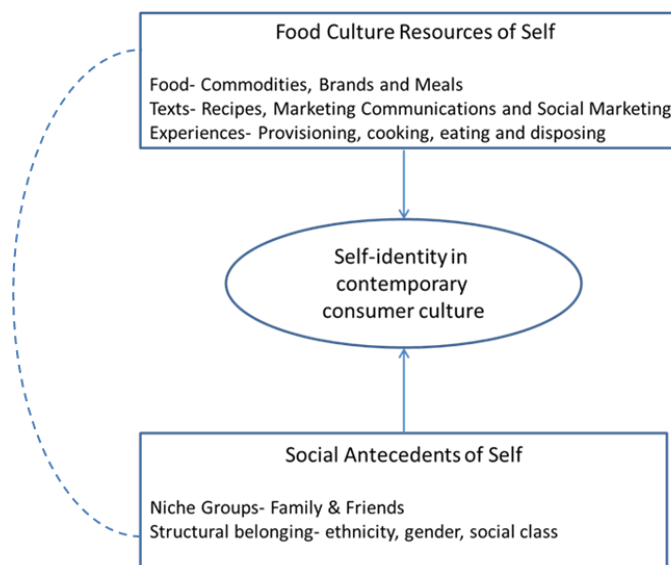 Food Culture Resources of Self
Food- Commodities, Brands and Meals
Texts- Recipes, Marketing Communications and Social Marketing
Experiences- Provisioning, cooking, eating and disposing
Self-identity in
contemporary
consumer culture
Social Antecedents of Self
Niche Groups- Family & Friends
Structural belonging- ethnicity, gender, social class